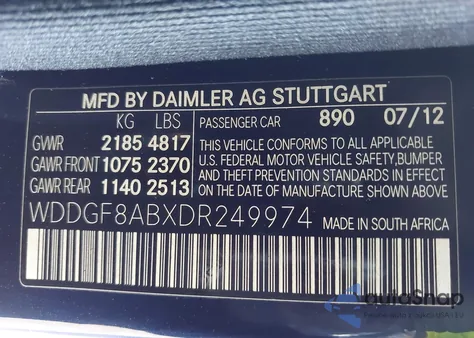 MFD BY DAIMLER AG STUTTGART
KG LBS
GVWR 2185 4817
GAWR FRONT 1075 2370
GAWR REAR 1140 2513
PASSENGER CAR 890 07/12
THIS VEHICLE CONFORMS TO ALL APPLICABLE
U.S. FEDERAL MOTOR VEHICLE SAFETY,BUMPER
AND THEFT PREVENTION STANDARDS IN EFFECT
ON THE DATE OF MANUFACTURE SHOWN ABOVE.
WDDGF8ABXDR249974 MADE IN SOUTH AFRICA
autoSnap